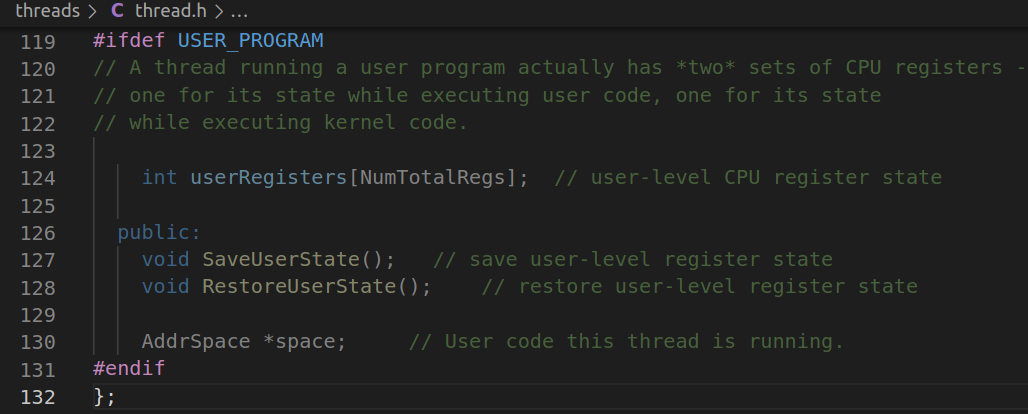 threads > C thread.h > ...
119 #ifdef USER_PROGRAM
120 // A thread running a user program actually has *two* sets of CPU registers -
121 // one for its state while executing user code, one for its state
122 // while executing kernel code.
123
124 int userRegisters[NumTotalRegs]; // user-level CPU register state
125
126 public:
127 void SaveUserState(); // save user-level register state
128 void RestoreUserState(); // restore user-level register state
129
130 AddrSpace *space; // User code this thread is running.
131 #endif
132 };